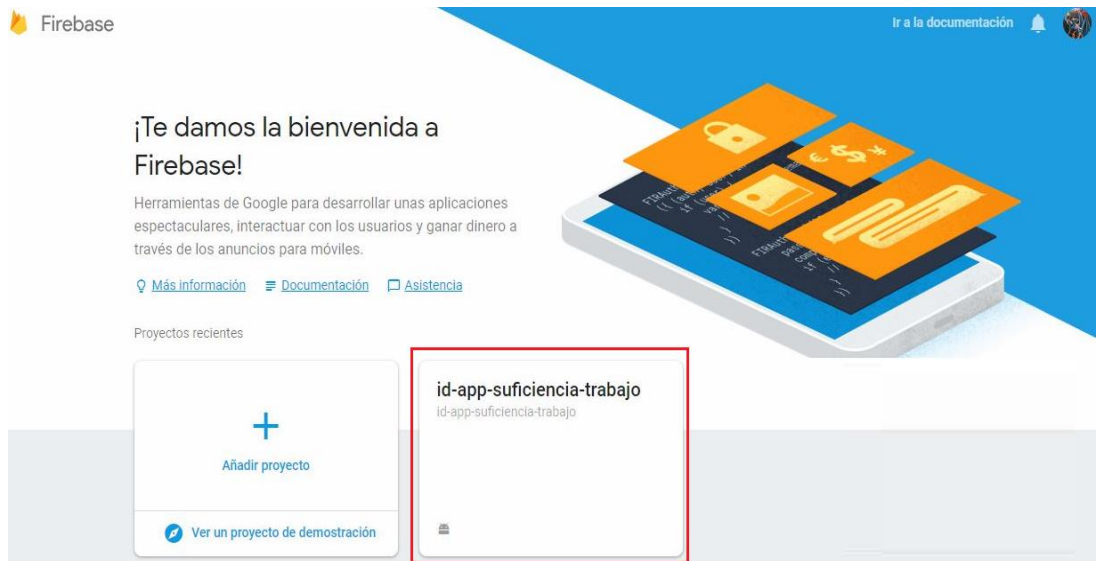 Firebase
Ir a la documentación
¡Te damos la bienvenida a
Firebase!
Herramientas de Google para desarrollar unas aplicaciones
espectaculares, interactuar con los usuarios y ganar dinero a
través de los anuncios para móviles.
Más información
Documentación
Asistencia
Proyectos recientes
Añadir proyecto
Ver un proyecto de demostración
id-app-suficiencia-trabajo
id-app-suficiencia-trabajo